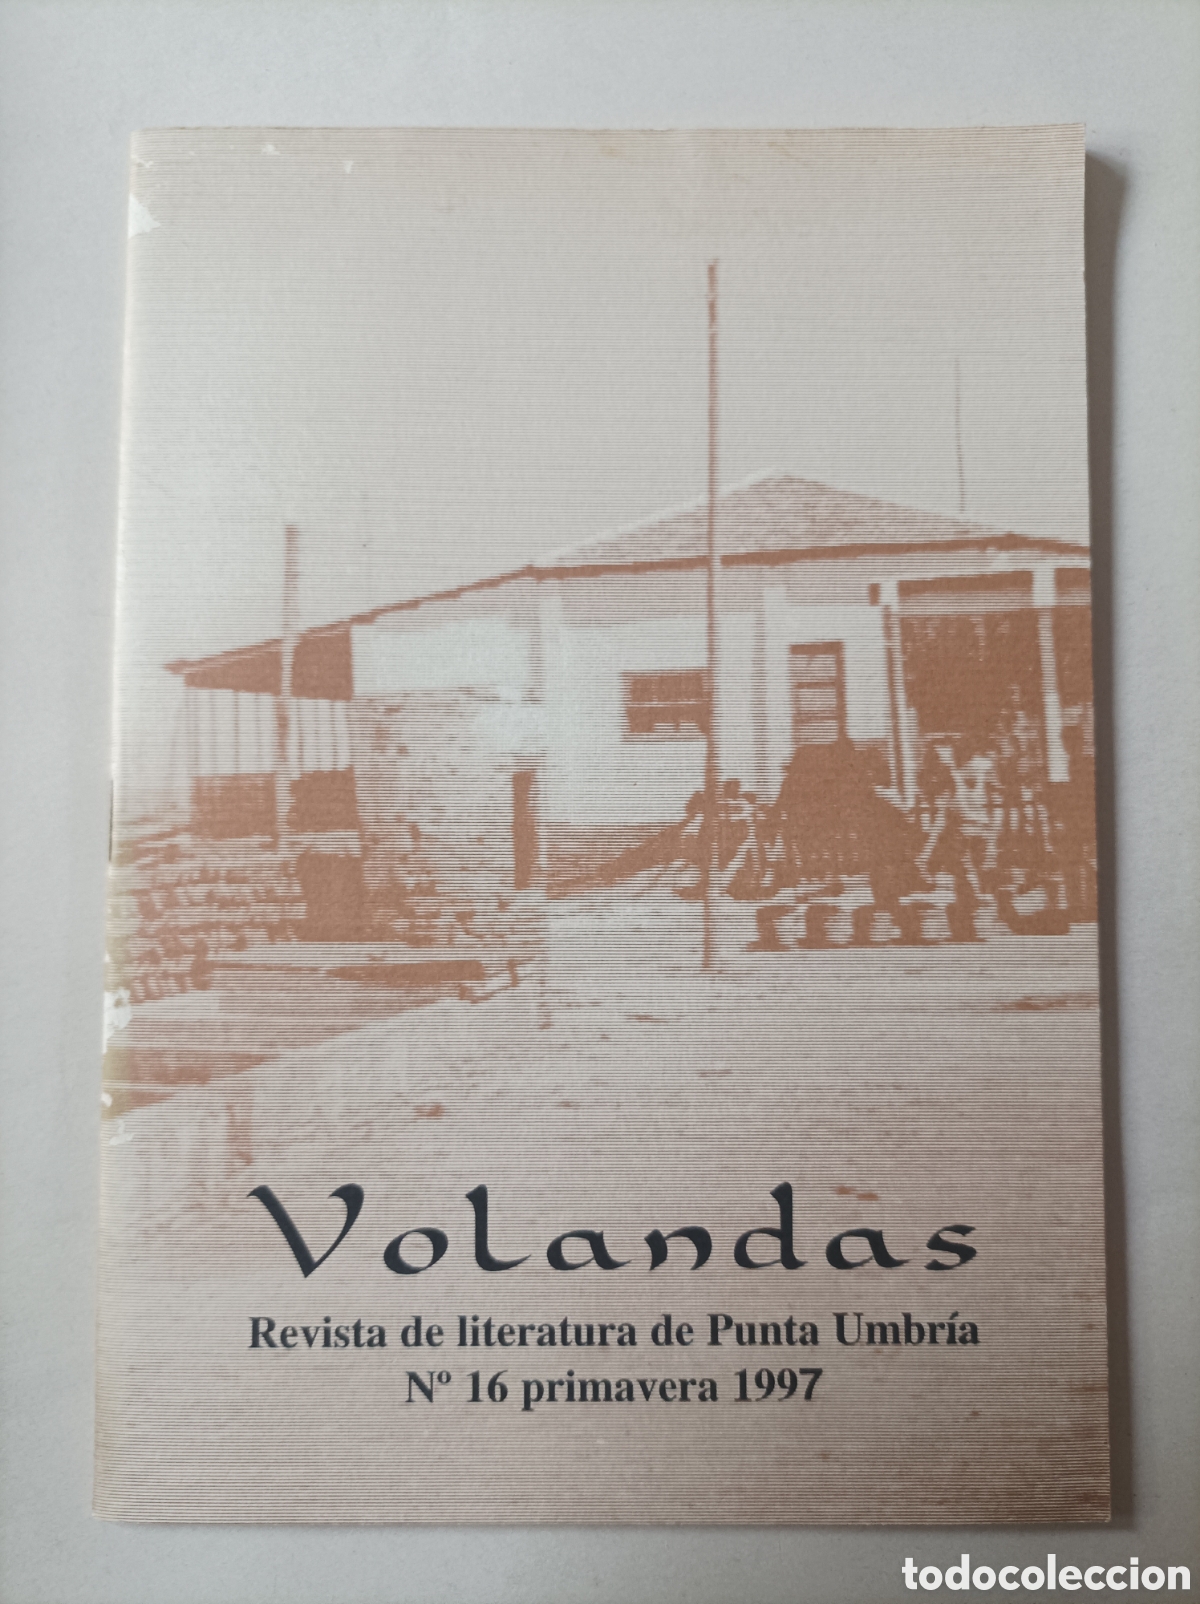 Volandas
Revista de literatura de Punta Umbría
Nº 16 primavera 1997
todocoleccion